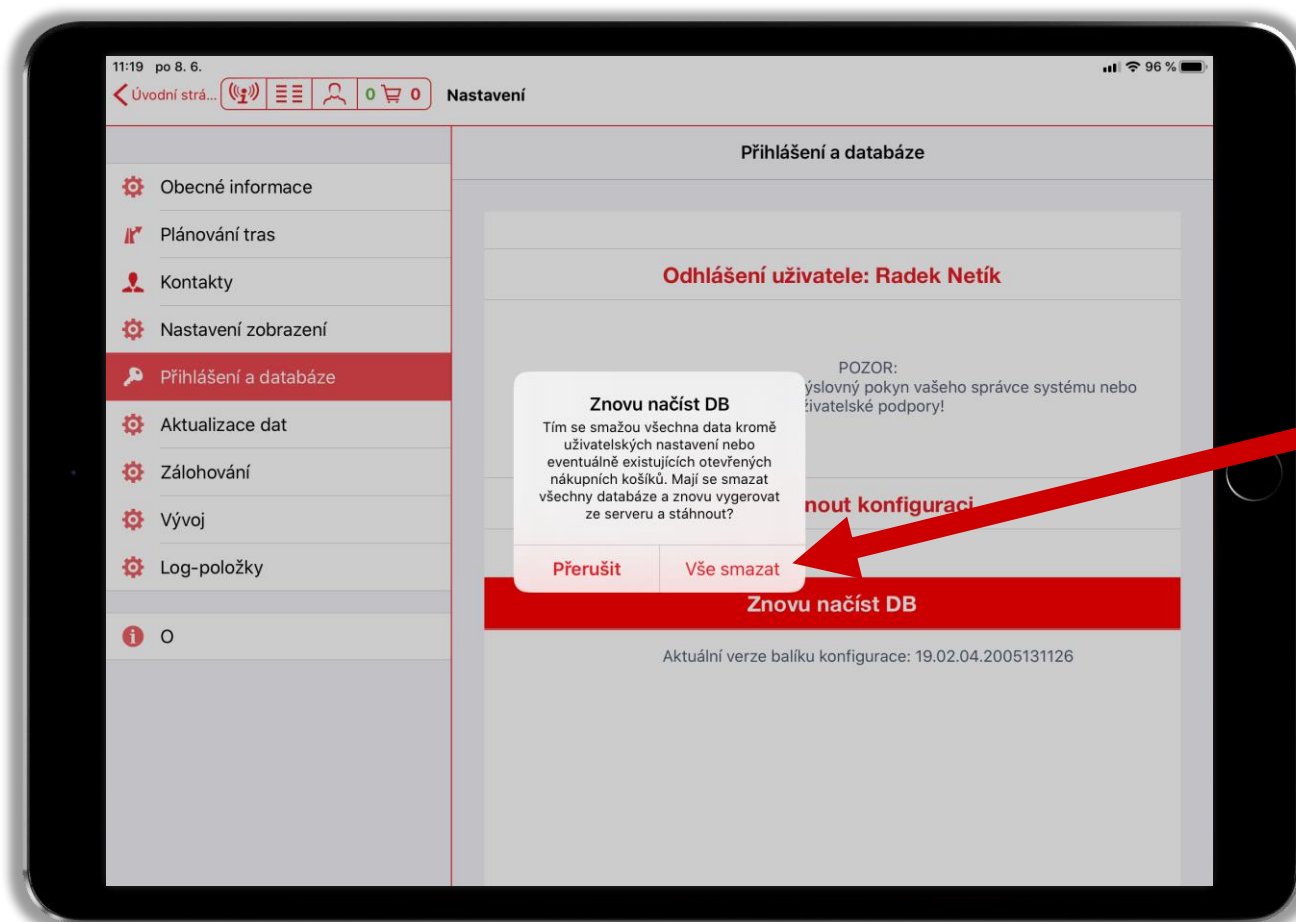 11:19 po 8. 6.
96 %
Úvodní strá...
0 0
Nastavení
Obecné informace
Plánování tras
Kontakty
Nastavení zobrazení
Přihlášení a databáze
Aktualizace dat
Zálohování
Vývoj
Log-položky
O
Přihlášení a databáze
Odhlášení uživatele: Radek Netík
POZOR:
pokyn vašeho správce systému nebo
podpory!
konfiguraci
Znovu načíst DB
Tím se smažou všechna data kromě
uživatelských nastavení nebo
eventuálně existujících otevřených
nákupních košíků. Mají se smazat
všechny databáze a znovu vygerovat
ze serveru a stáhnout?
Přerušit Vše smazat
Znovu načíst DB
Aktuální verze balíku konfigurace: 19.02.04.2005131126